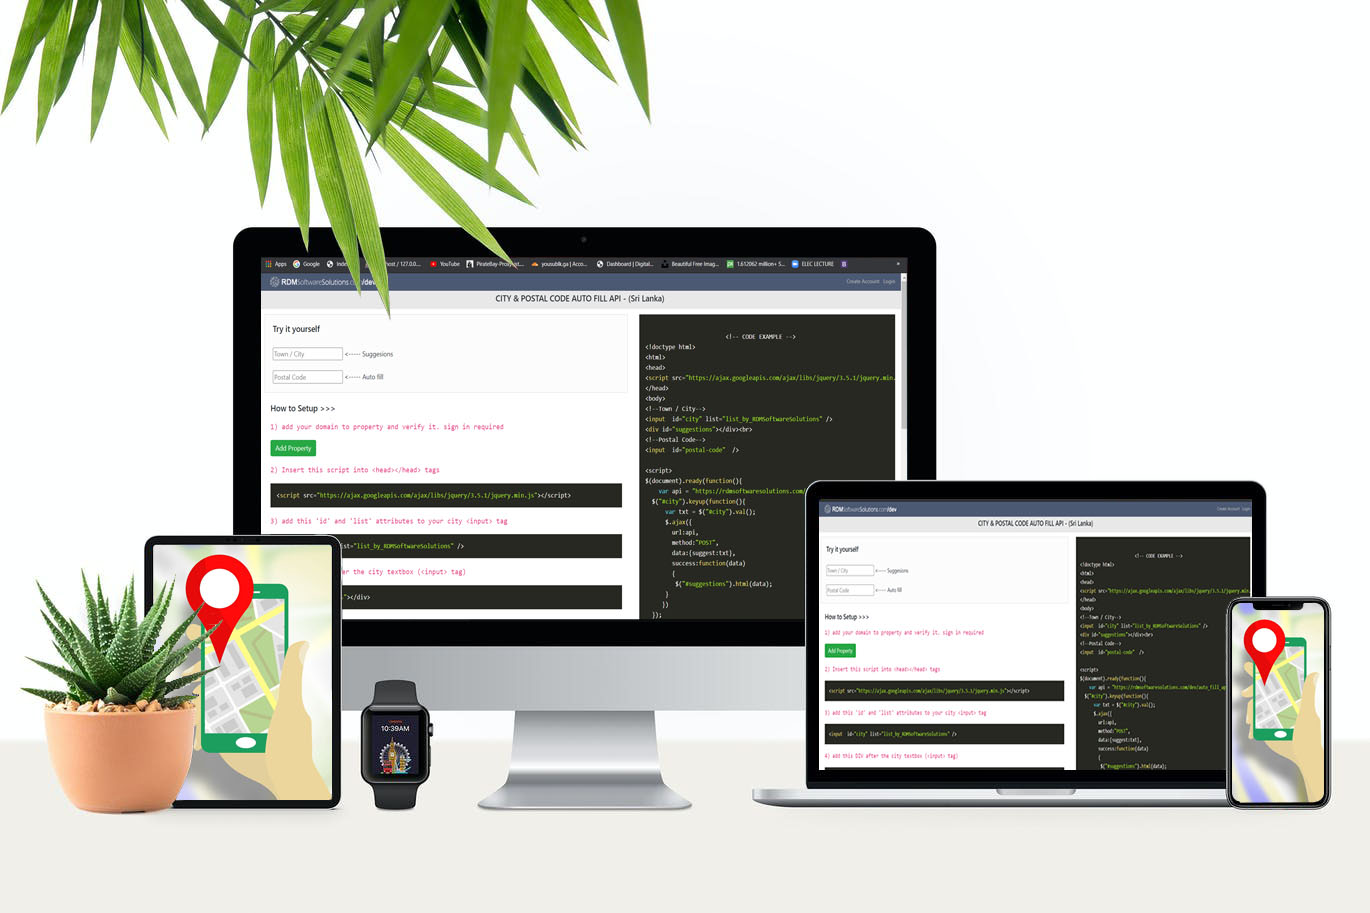 Apps Google Inde host / 127.0.0... YouTube PirateBay-Proxy yousublk.ga | Acco... Dashboard | Digital... Beautiful Free Imag... 1.612062 million+ S... ELEC LECTURE
RDMSoftwareSolutions.com/dev Create Account Login
CITY & POSTAL CODE AUTO FILL API - (Sri Lanka)
Try it yourself
Town / City <----- Suggesions
Postal Code <----- Auto fill
How to Setup >>>
1) add your domain to property and verify it. sign in required
Add Property
2) Insert this script into <head></head> tags
<script src="https://ajax.googleapis.com/ajax/libs/jquery/3.5.1/jquery.min.js"></script>
3) add this 'id' and 'list' attributes to your city <input> tag
ist="list_by_RDMSoftwareSolutions" />
er the city textbox (<input> tag)
s"></div>
<!-- CODE EXAMPLE -->
<!doctype html>
<html>
<head>
<script src="https://ajax.googleapis.com/ajax/libs/jquery/3.5.1/jquery.min.
</head>
<body>
<!--Town / City-->
<input id="city" list="list_by_RDMSoftwareSolutions" />
<div id="suggestions"></div><br>
<!--Postal Code-->
<input id="postal-code" />
<script>
$(document).ready(function(){
var api = "https://rdmsoftwaresolutions.com/
$("#city").keyup(function(){
var txt = $("#city").val();
$.ajax({
url:api,
method:"POST",
data:{suggest:txt},
success:function(data)
{
$("#suggestions").html(data);
}
})
});
10:39AM
RDMSoftwareSolutions.com/dev Create Account Login
CITY & POSTAL CODE AUTO FILL API - (Sri Lanka)
Try it yourself
Town / City <----- Suggesions
Postal Code <----- Auto fill
How to Setup >>>
1) add your domain to property and verify it. sign in required
Add Property
2) Insert this script into <head></head> tags
<script src="https://ajax.googleapis.com/ajax/libs/jquery/3.5.1/jquery.min.js"></script>
3) add this 'id' and 'list' attributes to your city <input> tag
<input id="city" list="list_by_RDMSoftwareSolutions" />
4) add this DIV after the city textbox (<input> tag)
<!-- CODE EXAMPLE -->
<!doctype html>
<html>
<head>
<script src="https://ajax.googleapis.com/ajax/libs/jquery/3.5.1/jquery.min.
</head>
<body>
<!--Town / City-->
<input id="city" list="list_by_RDMSoftwareSolutions" />
<div id="suggestions"></div><br>
<!--Postal Code-->
<input id="postal-code" />
<script>
$(document).ready(function(){
var api = "https://rdmsoftwaresolutions.com/dev/auto_fill_ap
$("#city").keyup(function(){
var txt = $("#city").val();
$.ajax({
url:api,
method:"POST",
data:{suggest:txt},
success:function(data)
{
$("#suggestions").html(data);